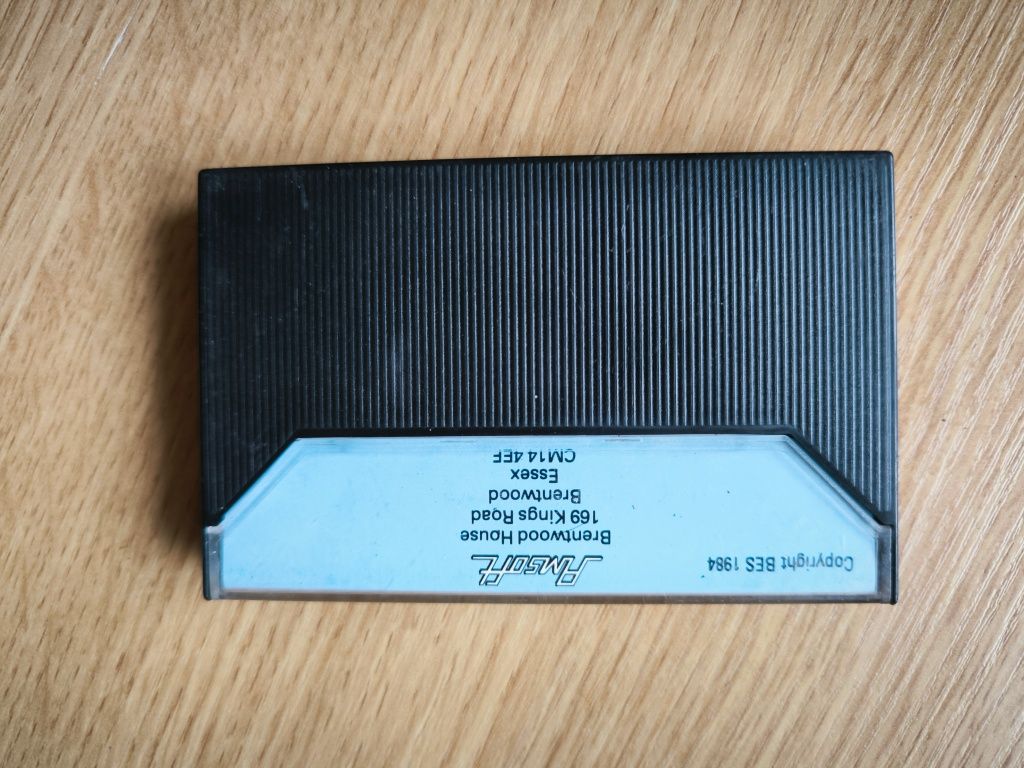 Amsoft
Brentwood House
169 Kings Road
Brentwood
Essex
CM14 4EF
Copyright BES 1984